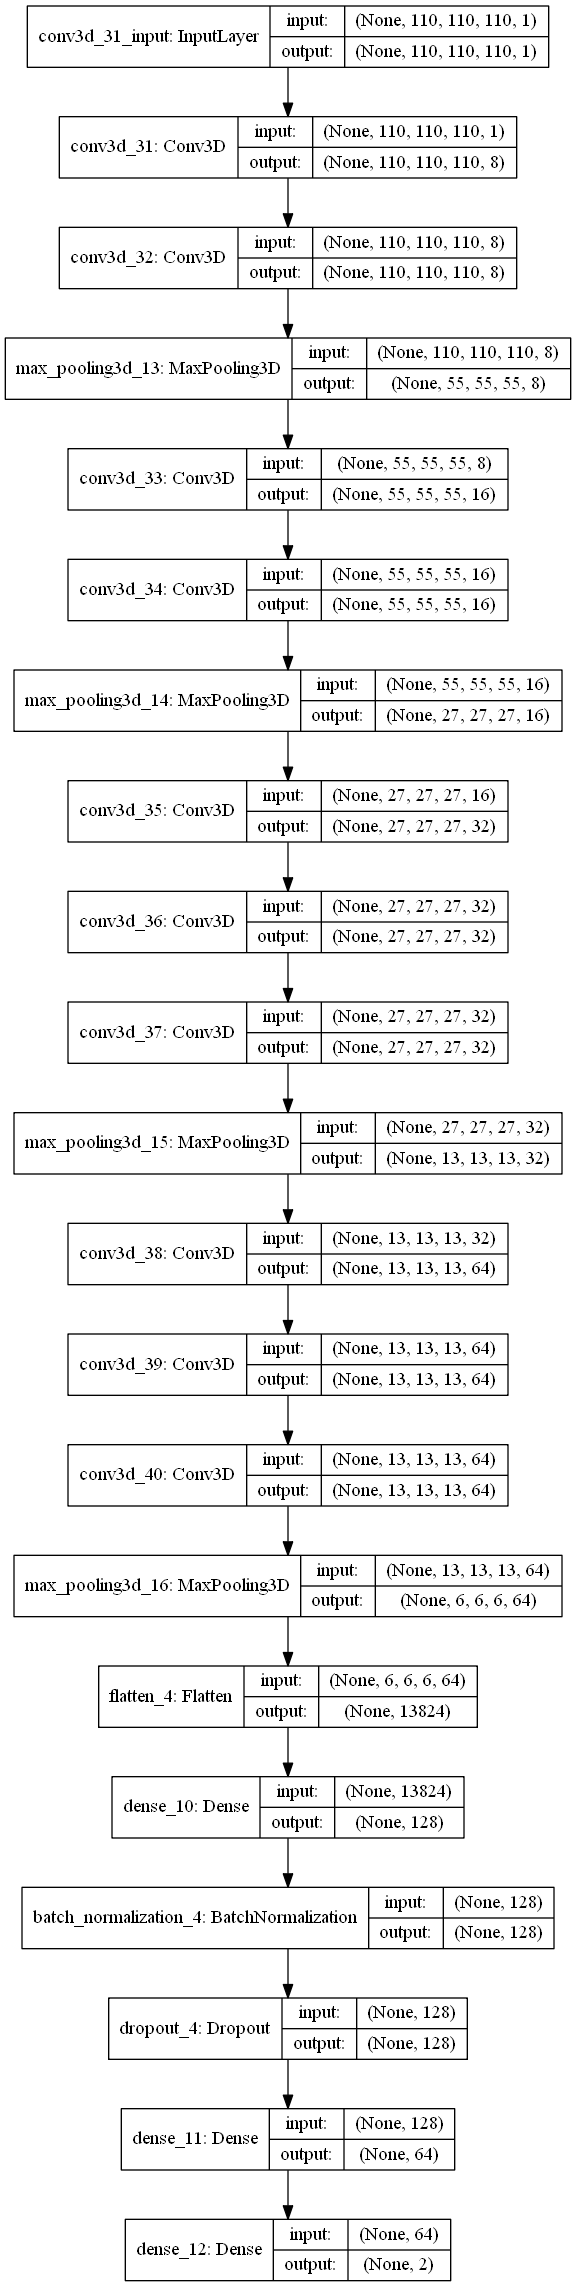 conv3d_31_input: InputLayer
input: (None, 110, 110, 110, 1)
output: (None, 110, 110, 110, 1)
conv3d_31: Conv3D
input: (None, 110, 110, 110, 1)
output: (None, 110, 110, 110, 8)
conv3d_32: Conv3D
input: (None, 110, 110, 110, 8)
output: (None, 110, 110, 110, 8)
max_pooling3d_13: MaxPooling3D
input: (None, 110, 110, 110, 8)
output: (None, 55, 55, 55, 8)
conv3d_33: Conv3D
input: (None, 55, 55, 55, 8)
output: (None, 55, 55, 55, 16)
conv3d_34: Conv3D
input: (None, 55, 55, 55, 16)
output: (None, 55, 55, 55, 16)
max_pooling3d_14: MaxPooling3D
input: (None, 55, 55, 55, 16)
output: (None, 27, 27, 27, 16)
conv3d_35: Conv3D
input: (None, 27, 27, 27, 16)
output: (None, 27, 27, 27, 32)
conv3d_36: Conv3D
input: (None, 27, 27, 27, 32)
output: (None, 27, 27, 27, 32)
conv3d_37: Conv3D
input: (None, 27, 27, 27, 32)
output: (None, 27, 27, 27, 32)
max_pooling3d_15: MaxPooling3D
input: (None, 27, 27, 27, 32)
output: (None, 13, 13, 13, 32)
conv3d_38: Conv3D
input: (None, 13, 13, 13, 32)
output: (None, 13, 13, 13, 64)
conv3d_39: Conv3D
input: (None, 13, 13, 13, 64)
output: (None, 13, 13, 13, 64)
conv3d_40: Conv3D
input: (None, 13, 13, 13, 64)
output: (None, 13, 13, 13, 64)
max_pooling3d_16: MaxPooling3D
input: (None, 13, 13, 13, 64)
output: (None, 6, 6, 6, 64)
flatten_4: Flatten
input: (None, 6, 6, 6, 64)
output: (None, 13824)
dense_10: Dense
input: (None, 13824)
output: (None, 128)
batch_normalization_4: BatchNormalization
input: (None, 128)
output: (None, 128)
dropout_4: Dropout
input: (None, 128)
output: (None, 128)
dense_11: Dense
input: (None, 128)
output: (None, 64)
dense_12: Dense
input: (None, 64)
output: (None, 2)